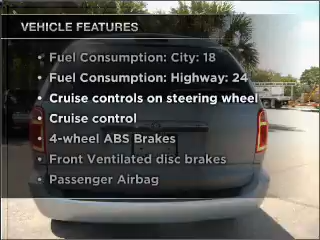 VEHICLE FEATURES
• Fuel Consumption: City: 18
• Fuel Consumption: Highway: 24
• Cruise controls on steering wheel
• Cruise control
• 4-wheel ABS Brakes
• Front Ventilated disc brakes
• Passenger Airbag